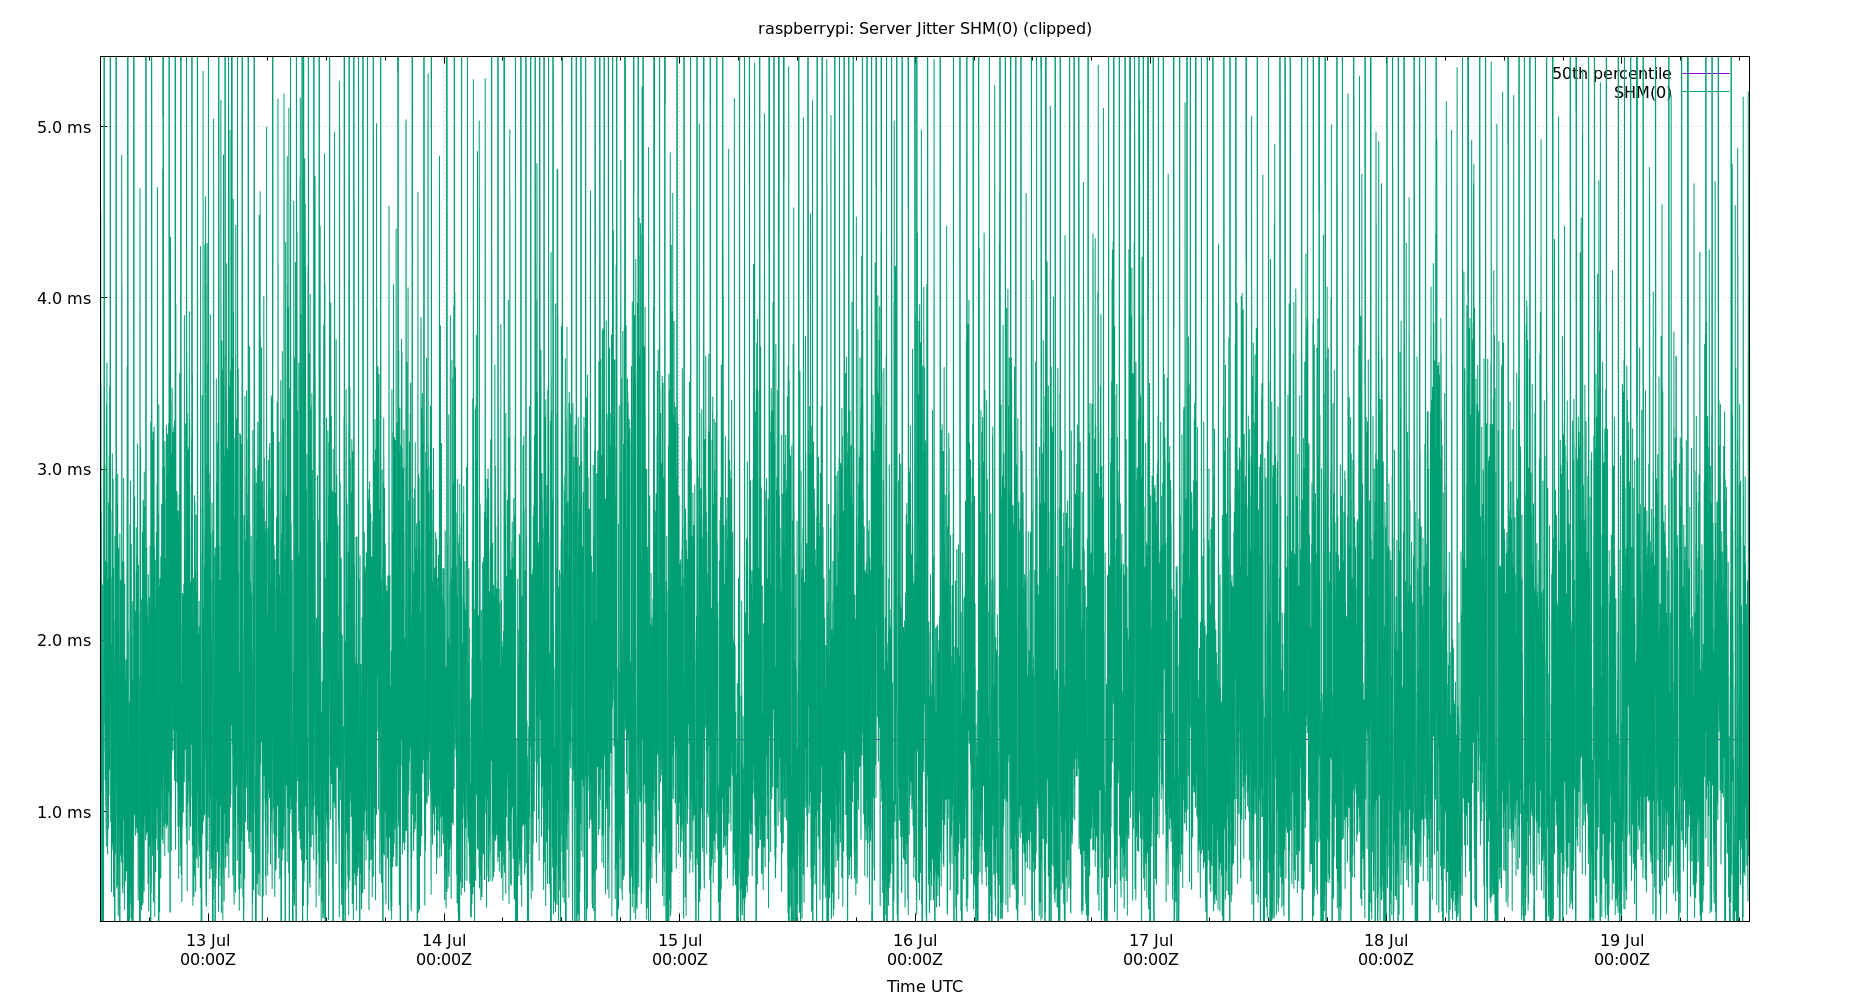 raspberrypi: Server Jitter SHM(0) (clipped)
50th percentile
SHM(0)
5.0 ms
4.0 ms
3.0 ms
2.0 ms
1.0 ms
13 Jul 14 Jul 15 Jul 16 Jul 17 Jul 18 Jul 19 Jul
00:00Z 00:00Z 00:00Z 00:00Z 00:00Z 00:00Z 00:00Z
Time UTC